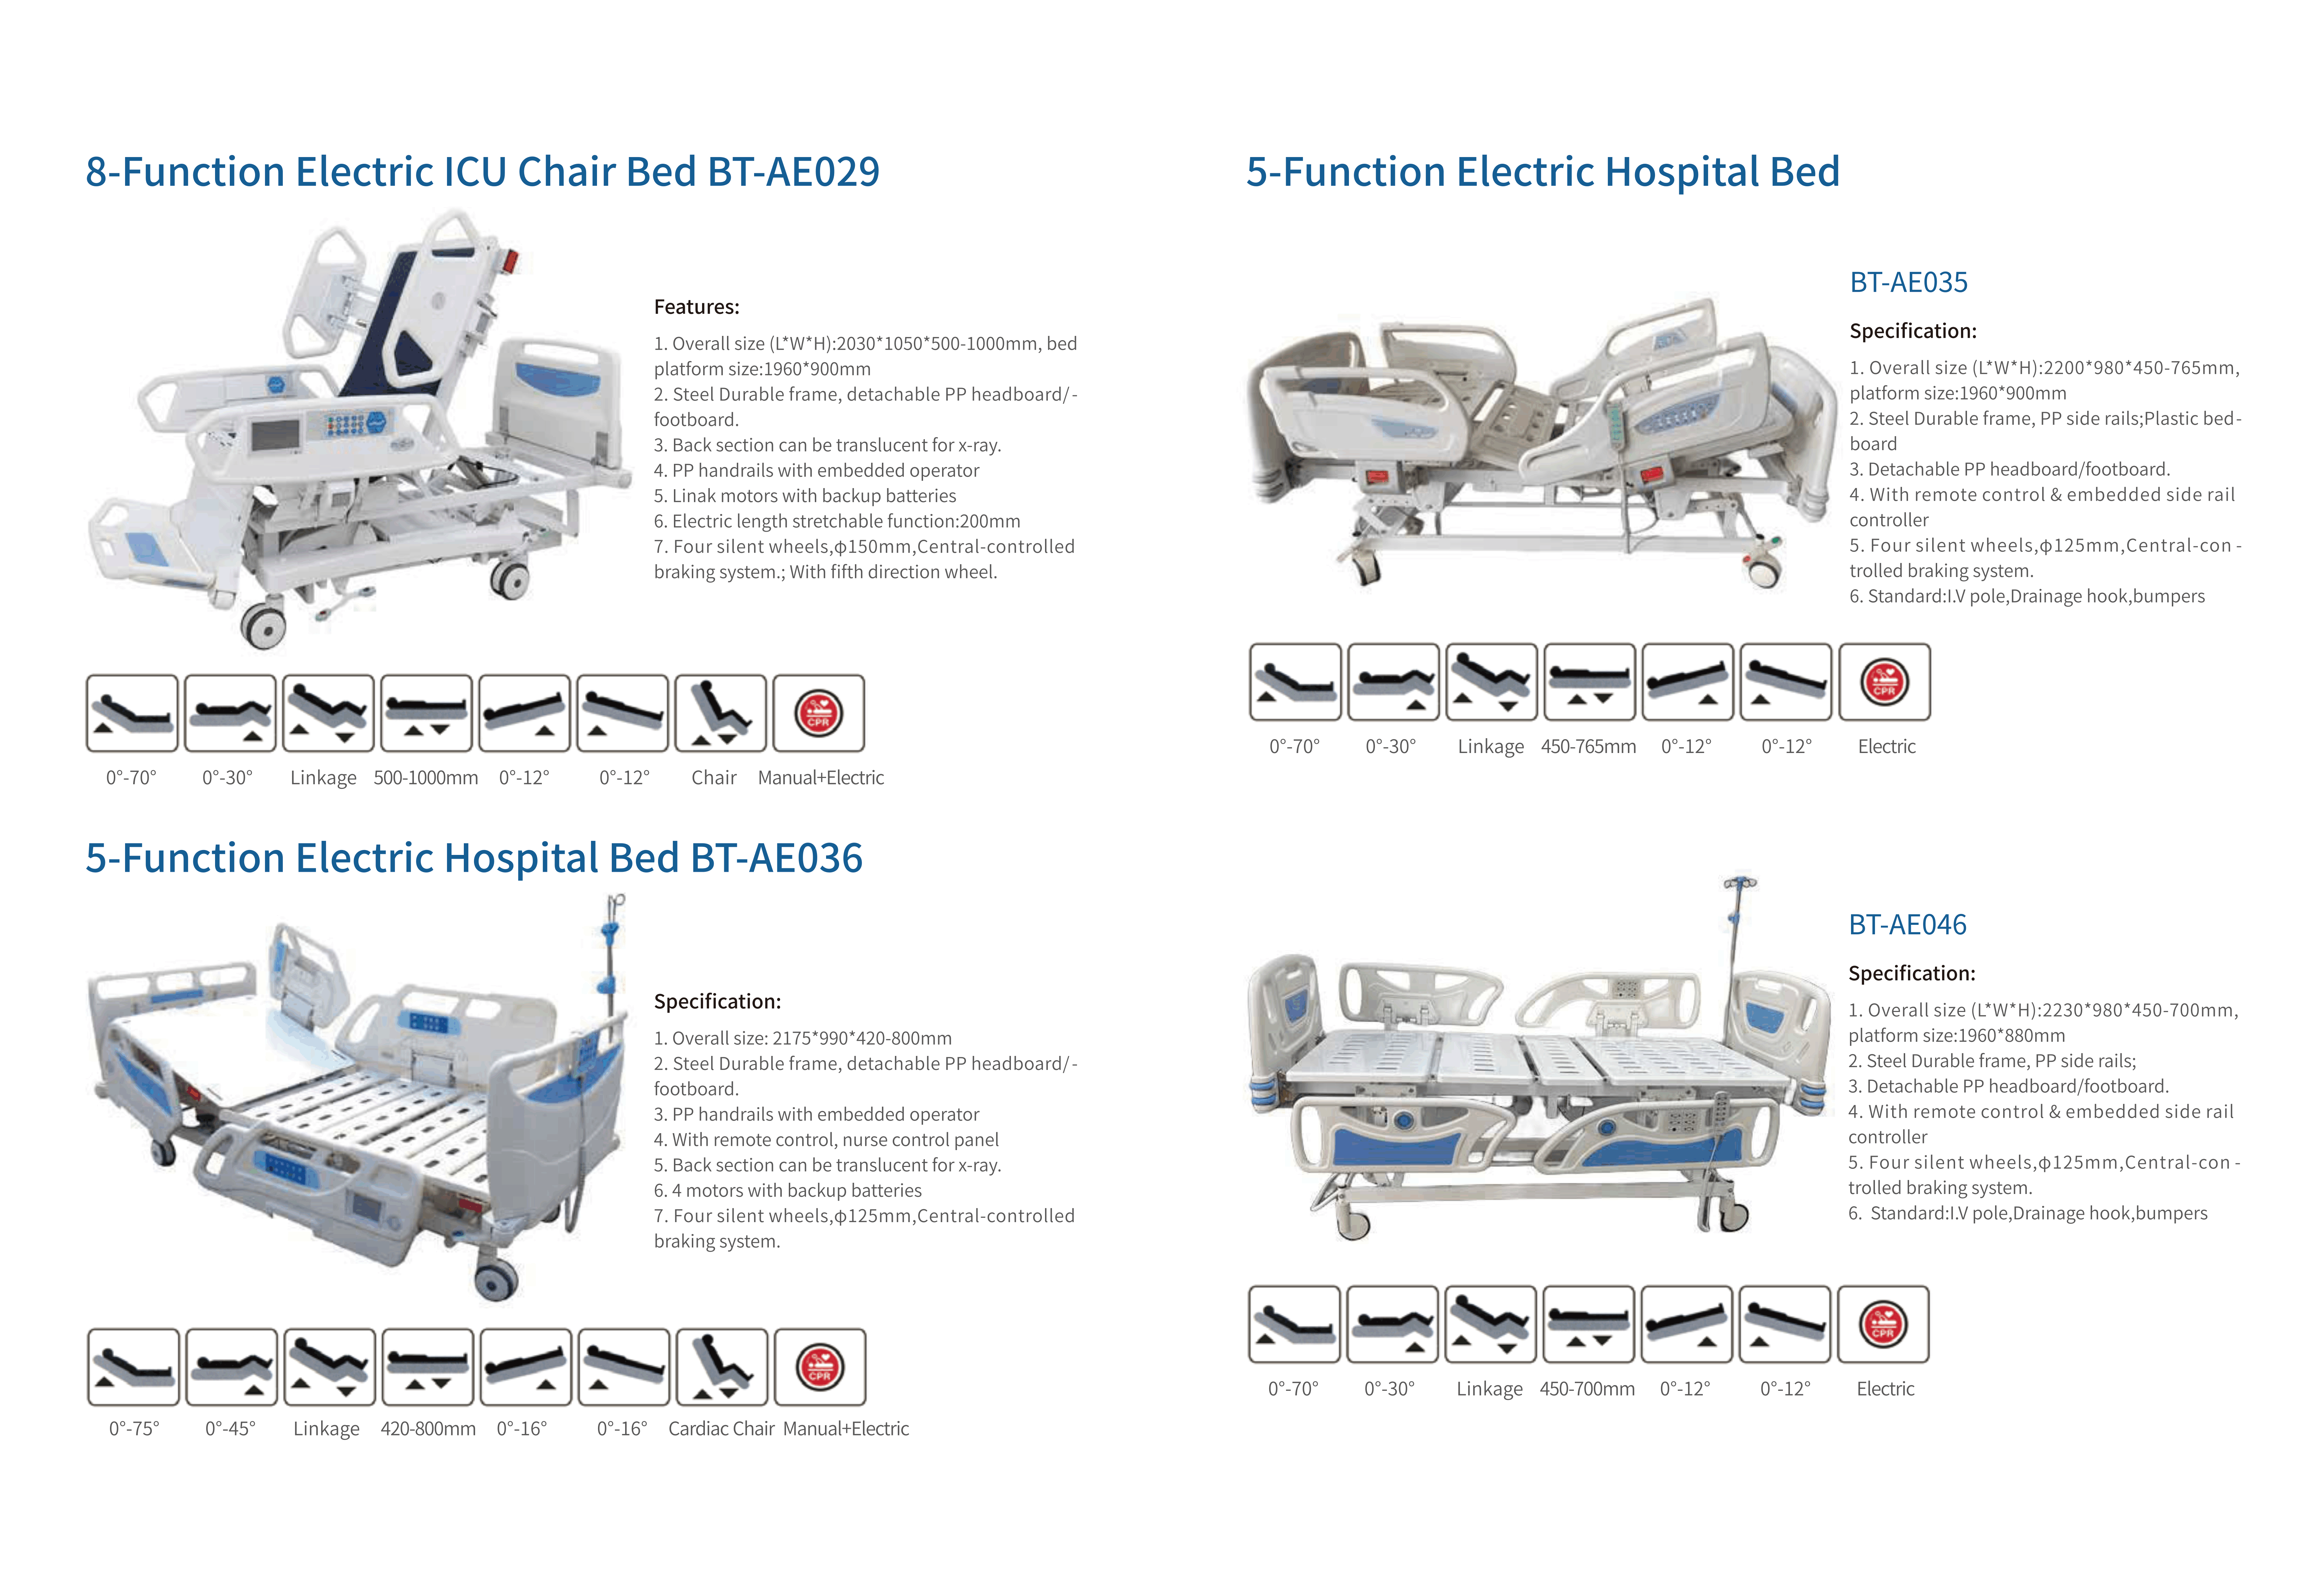 8-Function Electric ICU Chair Bed BT-AE029
Features:
1. Overall size (L*W*H):2030*1050*500-1000mm, bed
platform size:1960*900mm
2. Steel Durable frame, detachable PP headboard/-
footboard.
3. Back section can be translucent for x-ray.
4. PP handrails with embedded operator
5. Linak motors with backup batteries
6. Electric length stretchable function:200mm
7. Four silent wheels,φ150mm,Central-controlled
braking system.; With fifth direction wheel.
CPR
0°-70° 0°-30° Linkage 500-1000mm 0°-12° 0°-12° Chair Manual+Electric
5-Function Electric Hospital Bed BT-AE036
Specification:
1. Overall size: 2175*990*420-800mm
2. Steel Durable frame, detachable PP headboard/-
footboard.
3. PP handrails with embedded operator
4. With remote control, nurse control panel
5. Back section can be translucent for x-ray.
6. 4 motors with backup batteries
7. Four silent wheels,φ125mm,Central-controlled
braking system.
CPR
0°-75° 0°-45° Linkage 420-800mm 0°-16° 0°-16° Cardiac Chair Manual+Electric
5-Function Electric Hospital Bed
BT-AE035
Specification:
1. Overall size (L*W*H):2200*980*450-765mm,
platform size:1960*900mm
2. Steel Durable frame, PP side rails;Plastic bed-
board
3. Detachable PP headboard/footboard.
4. With remote control & embedded side rail
controller
5. Four silent wheels,φ125mm,Central-con -
trolled braking system.
6. Standard:I.V pole,Drainage hook,bumpers
CPR
0°-70° 0°-30° Linkage 450-765mm 0°-12° 0°-12° Electric
BT-AE046
Specification:
1. Overall size (L*W*H):2230*980*450-700mm,
platform size:1960*880mm
2. Steel Durable frame, PP side rails;
3. Detachable PP headboard/footboard.
4. With remote control & embedded side rail
controller
5. Four silent wheels,φ125mm,Central-con -
trolled braking system.
6. Standard:I.V pole,Drainage hook,bumpers
CPR
0°-70° 0°-30° Linkage 450-700mm 0°-12° 0°-12° Electric